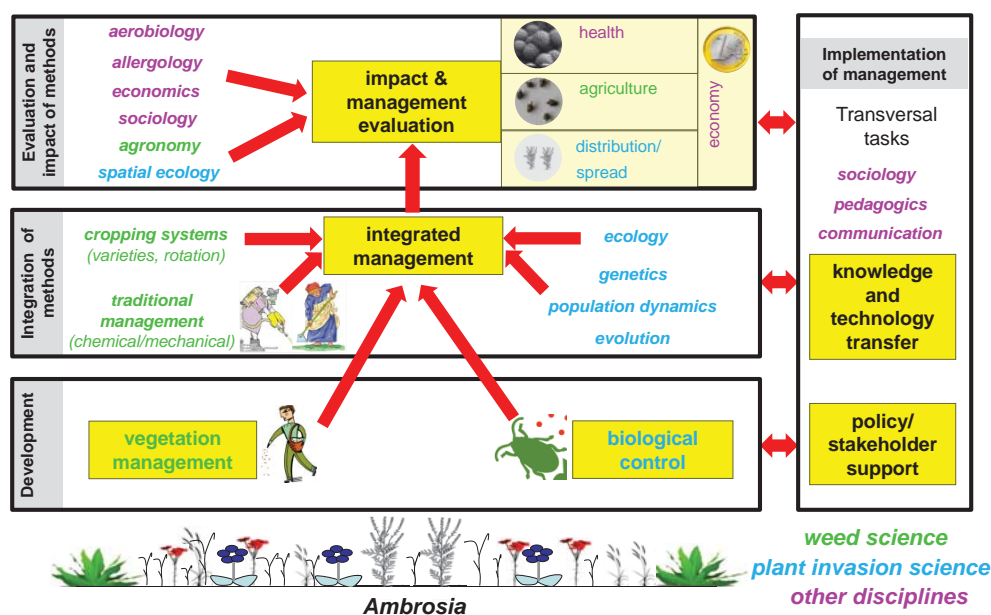 Evaluation and
impact of methods
aerobiology
allergology
economics
sociology
agronomy
spatial ecology
impact &
management
evaluation
health
agriculture
distribution/
spread
economy
Integration of
methods
cropping systems
(varieties, rotation)
traditional
management
(chemical/mechanical)
integrated
management
ecology
genetics
population dynamics
evolution
Development
vegetation
management
biological
control
Implementation
of management
Transversal
tasks
sociology
pedagogics
communication
knowledge
and
technology
transfer
policy/
stakeholder
support
Ambrosia
weed science
plant invasion science
other disciplines